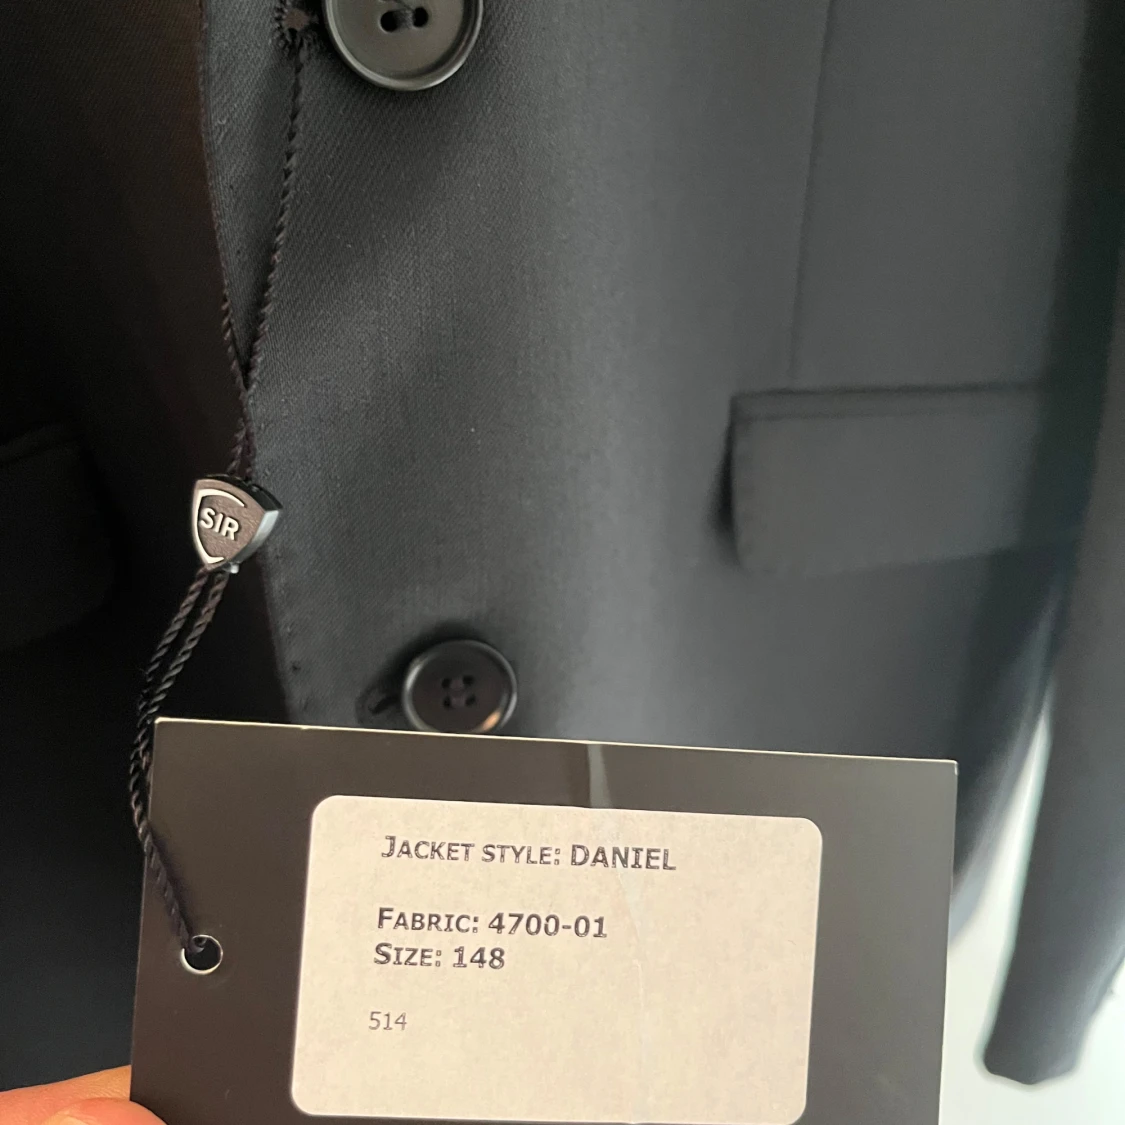 SIR
JACKET STYLE: DANIEL
FABRIC: 4700-01
SIZE: 148
514